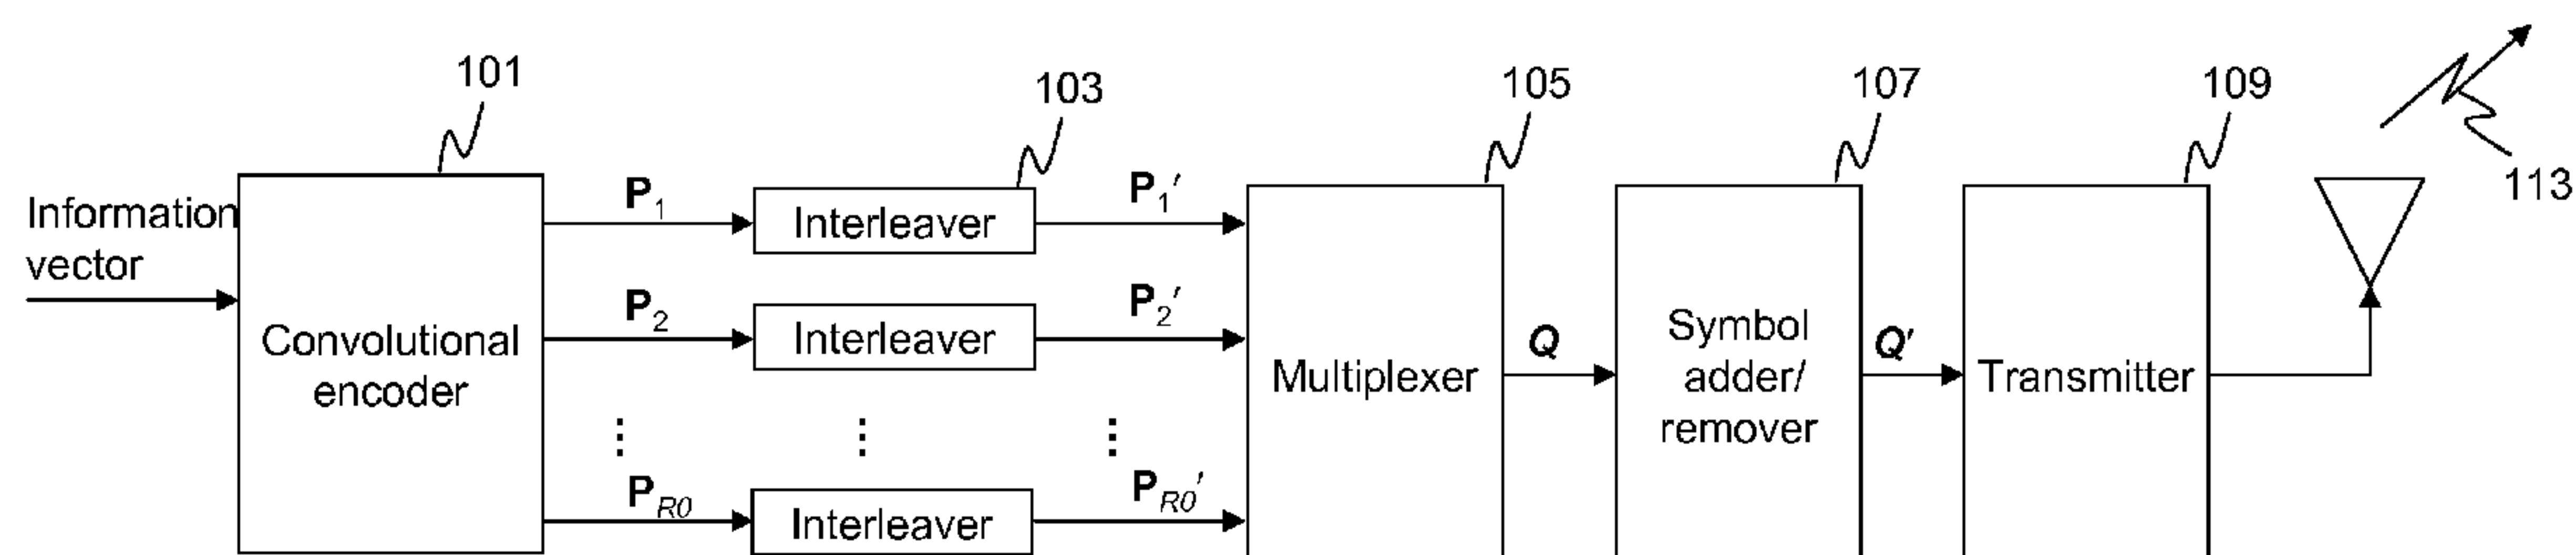 101
103
105
107
109
113
Information
vector
Convolutional
encoder
P1
P2
⋮
PR0
Interleaver
Interleaver
⋮
Interleaver
P1′
P2′
⋮
PR0′
Multiplexer
Q
Symbol
adder/
remover
Q′
Transmitter